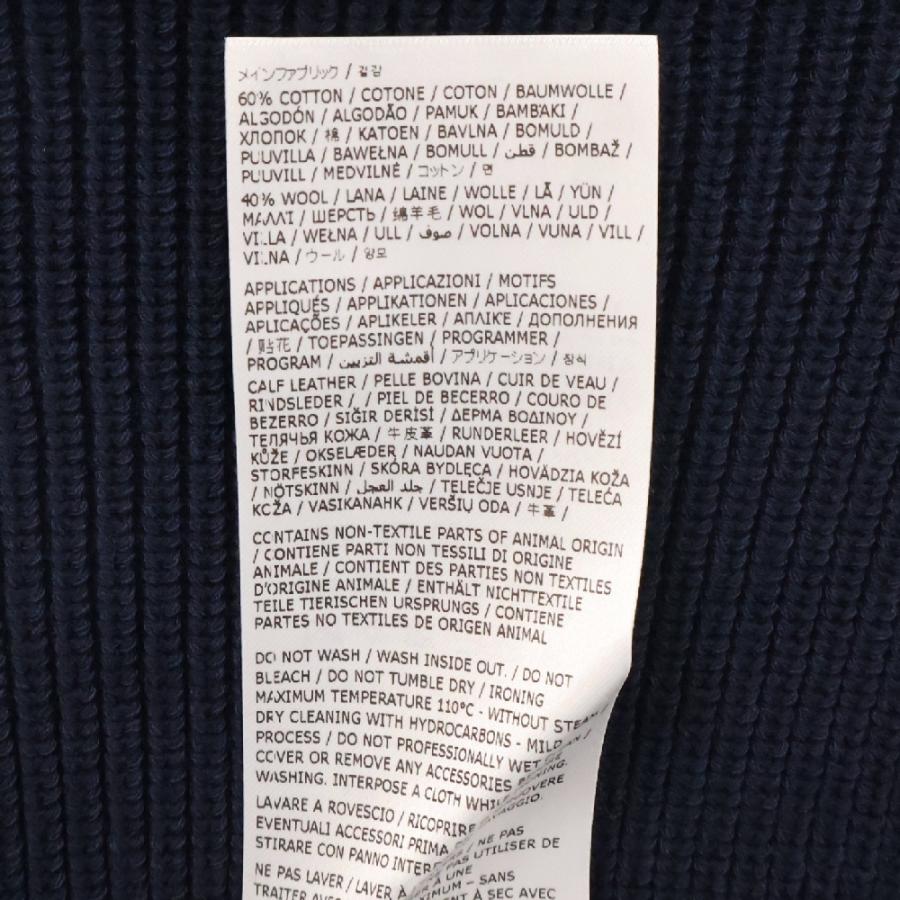 メインファブリック / 겉감
60% COTTON / COTONE / COTON / BAUMWOLLE /
ALGODÓN / ALGODÃO / PAMUK / BAMBAKI /
ХЛОПОК / 棉 / KATOEN / BAVLNA / BOMULD /
PUUVILLA / BAWEŁNA / BOMULL / قطن / BOMBAŽ /
PUUVILL / MEDVILNĖ / コットン / 면
40% WOOL / LANA / LAINE / WOLLE / LÃ / YÜN /
ΜΑΛΛΙ / ШЕРСТЬ / 绵羊毛 / WOL / VLNA / ULD /
VILLA / WEŁNA / ULL / صوف / VOLNA / VUNA / VILL /
VILNA / ウール / 양모
APPLICATIONS / APPLICAZIONI / MOTIFS
APPLIQUÉS / APPLIKATIONEN / APLICACIONES /
APLICAÇÕES / APLIKELER / ΑΠΛΙΚΈ / ДОПОЛНЕНИЯ
/ 贴花 / TOEPASSINGEN / PROGRAMMER /
PROGRAM / أقمشة التزيين / アプリケーション / 장식
CALF LEATHER / PELLE BOVINA / CUIR DE VEAU /
RINDSLEDER / / PIEL DE BECERRO / COURO DE
BEZERRO / SIĞIR DERİSİ / ΔΕΡΜΑ ΒΟΔΙΝΟΥ /
ТЕЛЯЧЬЯ КОЖА / 牛皮革 / RUNDERLEER / HOVĚZÍ
KŮŽE / OKSELÆDER / NAUDAN VUOTA /
STORFESKINN / SKÓRA BYDLĘCA / HOVÄDZIA KOŽA
/ NÖTSKINN / جلد العجل / TELEČJE USNJE / TELEĆA
KOŽA / VASIKANAHK / VERŠIŲ ODA / 牛革 /
CONTAINS NON-TEXTILE PARTS OF ANIMAL ORIGIN
/ CONTIENE PARTI NON TESSILI DI ORIGINE
ANIMALE / CONTIENT DES PARTIES NON TEXTILES
D'ORIGINE ANIMALE / ENTHÄLT NICHTTEXTILE
TEILE TIERISCHEN URSPRUNGS / CONTIENE
PARTES NO TEXTILES DE ORIGEN ANIMAL
DO NOT WASH / WASH INSIDE OUT. / DO NOT
BLEACH / DO NOT TUMBLE DRY / IRONING
MAXIMUM TEMPERATURE 110°C - WITHOUT STEAM /
DRY CLEANING WITH HYDROCARBONS - MILD
PROCESS / DO NOT PROFESSIONALLY WET
COVER OR REMOVE ANY ACCESSORIES
WASHING. INTERPOSE A CLOTH
LAVARE A ROVESCIO / RICOPRIRE
EVENTUALI ACCESSORI PRIMA / NE PAS
STIRARE CON PANNO PAS UTILISER DE
NE PAS LAVER / LAVER À UNE
SANS
TRAITER À SEC AVEC